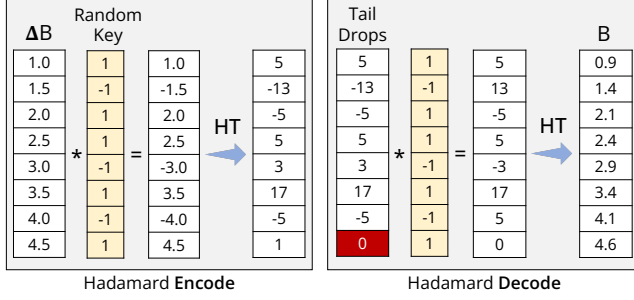 Random Tail
ΔB Key Drops B
1.0 1 1.0 5 5 1 5 0.9
1.5 -1 -1.5 -13 -13 -1 13 1.4
2.0 1 2.0 -5 -5 1 -5 2.1
2.5 1 2.5 HT 5 5 1 5 HT 2.4
3.0 * -1 = -3.0 3 3 * -1 = -3 2.9
3.5 1 3.5 17 17 1 17 3.4
4.0 -1 -4.0 -5 -5 -1 5 4.1
4.5 1 4.5 1 0 1 0 4.6
Hadamard Encode Hadamard Decode